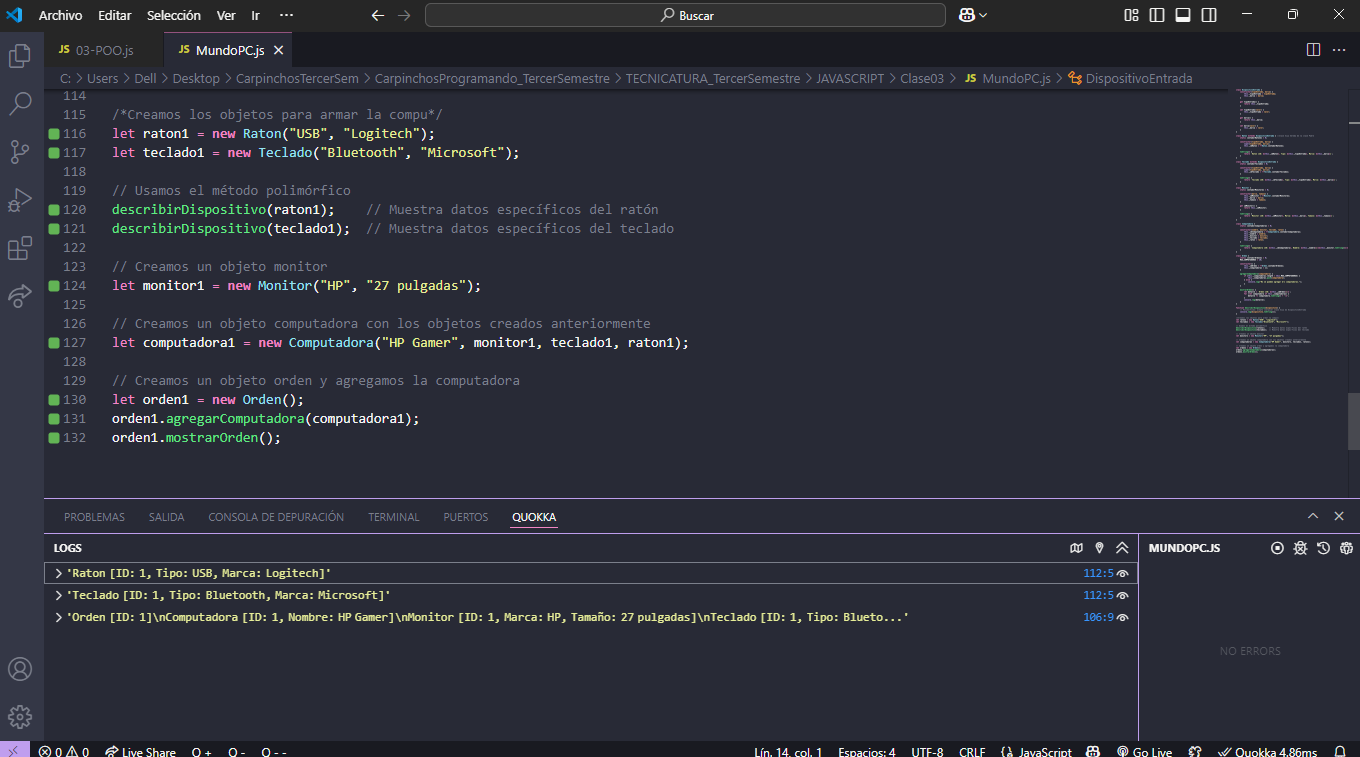 Archivo Editar Selección Ver Ir ··· Buscar
JS 03-POO.js JS MundoPC.js
C: > Users > Dell > Desktop > CarpinchosTercerSem > CarpinchosProgramando_TercerSemestre > TECNICATURA_TercerSemestre > JAVASCRIPT > Clase03 > JS MundoPC.js > DispositivoEntrada
114
115 /*Creamos los objetos para armar la compu*/
116 let raton1 = new Raton("USB", "Logitech");
117 let teclado1 = new Teclado("Bluetooth", "Microsoft");
118
119 // Usamos el método polimórfico
120 describirDispositivo(raton1); // Muestra datos específicos del ratón
121 describirDispositivo(teclado1); // Muestra datos específicos del teclado
122
123 // Creamos un objeto monitor
124 let monitor1 = new Monitor("HP", "27 pulgadas");
125
126 // Creamos un objeto computadora con los objetos creados anteriormente
127 let computadora1 = new Computadora("HP Gamer", monitor1, teclado1, raton1);
128
129 // Creamos un objeto orden y agregamos la computadora
130 let orden1 = new Orden();
131 orden1.agregarComputadora(computadora1);
132 orden1.mostrarOrden();
PROBLEMAS SALIDA CONSOLA DE DEPURACIÓN TERMINAL PUERTOS QUOKKA
LOGS MUNDOPC.JS
> 'Raton [ID: 1, Tipo: USB, Marca: Logitech]' 112:5
> 'Teclado [ID: 1, Tipo: Bluetooth, Marca: Microsoft]' 112:5
> 'Orden [ID: 1]\nComputadora [ID: 1, Nombre: HP Gamer]\nMonitor [ID: 1, Marca: HP, Tamaño: 27 pulgadas]\nTeclado [ID: 1, Tipo: Blueto...' 106:9
NO ERRORS
0 0 Live Share Q + Q - Q - - Lín. 14, col. 1 Espacios: 4 UTF-8 CRLF JavaScript Go Live Quokka 4.86ms